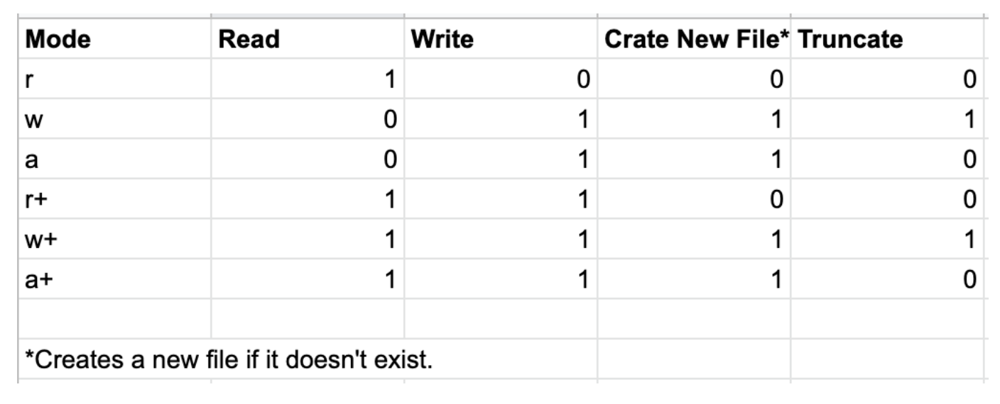 Mode Read Write Crate New File* Truncate
r 1 0 0 0
w 0 1 1 1
a 0 1 1 0
r+ 1 1 0 0
w+ 1 1 1 1
a+ 1 1 1 0
*Creates a new file if it doesn't exist.